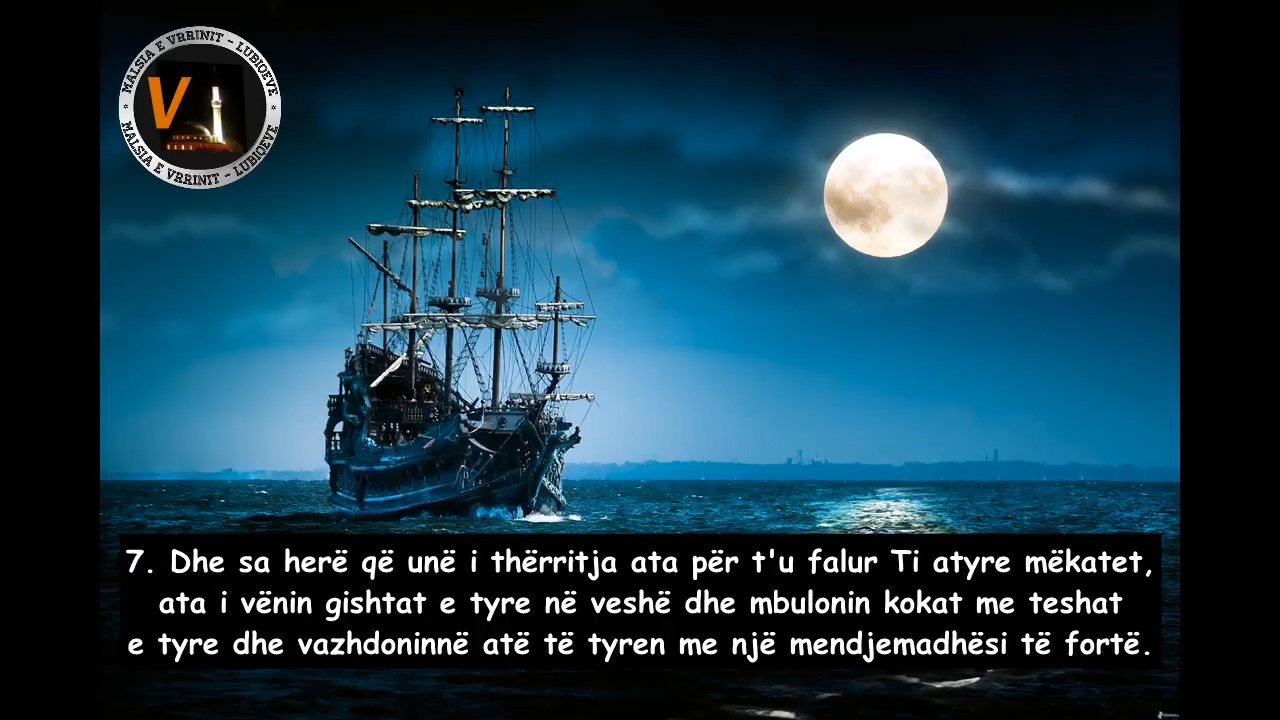 MALSIA E VRRINIT - LUBIQEVE
V
MALSIA E VRRINIT - LUBIQEVE
7. Dhe sa herë që unë i thërritja ata për t'u falur Ti atyre mëkatet,
ata i vënin gishtat e tyre në veshë dhe mbulonin kokat me teshat
e tyre dhe vazhdoninnë atë të tyren me një mendjemadhësi të fortë.